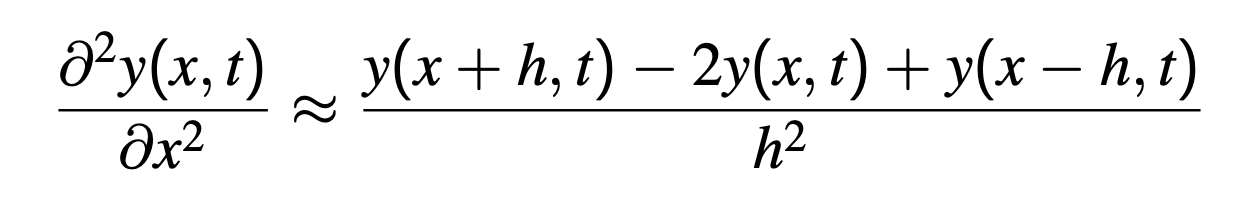 ∂²y(x, t)/∂x² ≈ (y(x + h, t) − 2y(x, t) + y(x − h, t))/h²